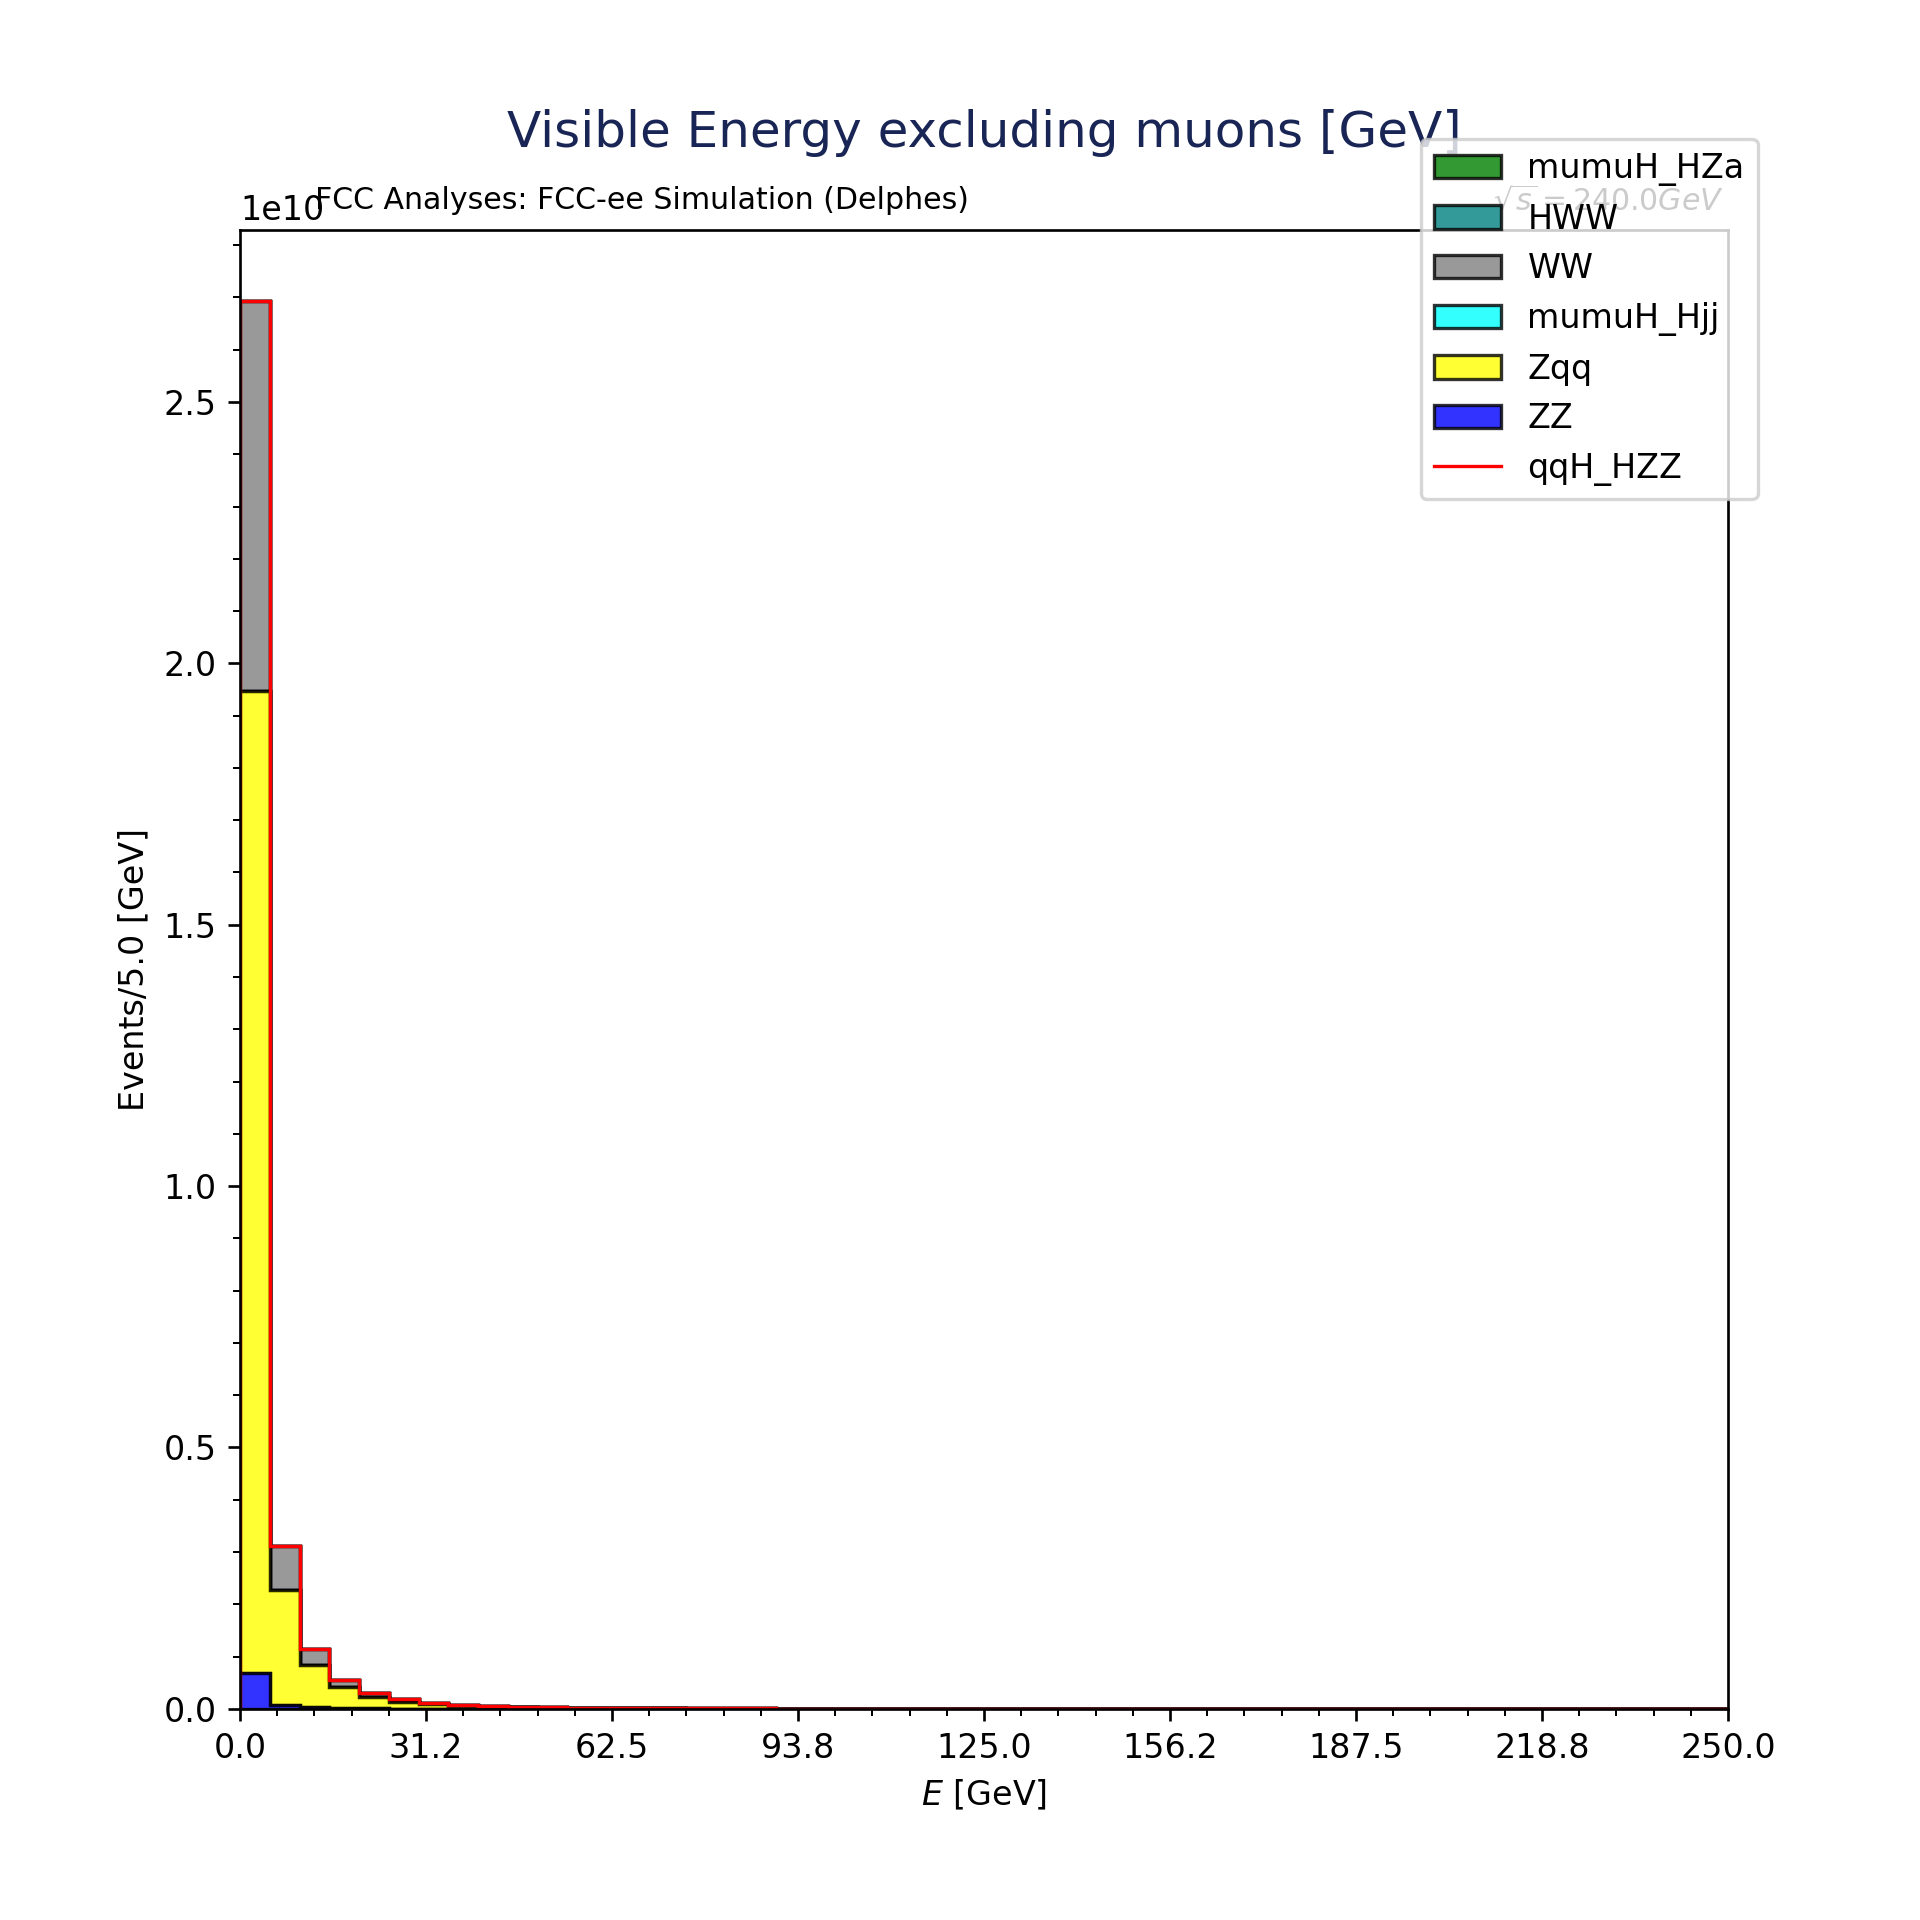 Visible Energy excluding muons [GeV]
FCC Analyses: FCC-ee Simulation (Delphes)
√s = 240.0GeV
1e10
mumuH_HZa
HWW
WW
mumuH_Hjj
Zqq
ZZ
qqH_HZZ
2.5
2.0
1.5
1.0
0.5
0.0
Events/5.0 [GeV]
0.0 31.2 62.5 93.8 125.0 156.2 187.5 218.8 250.0
E [GeV]